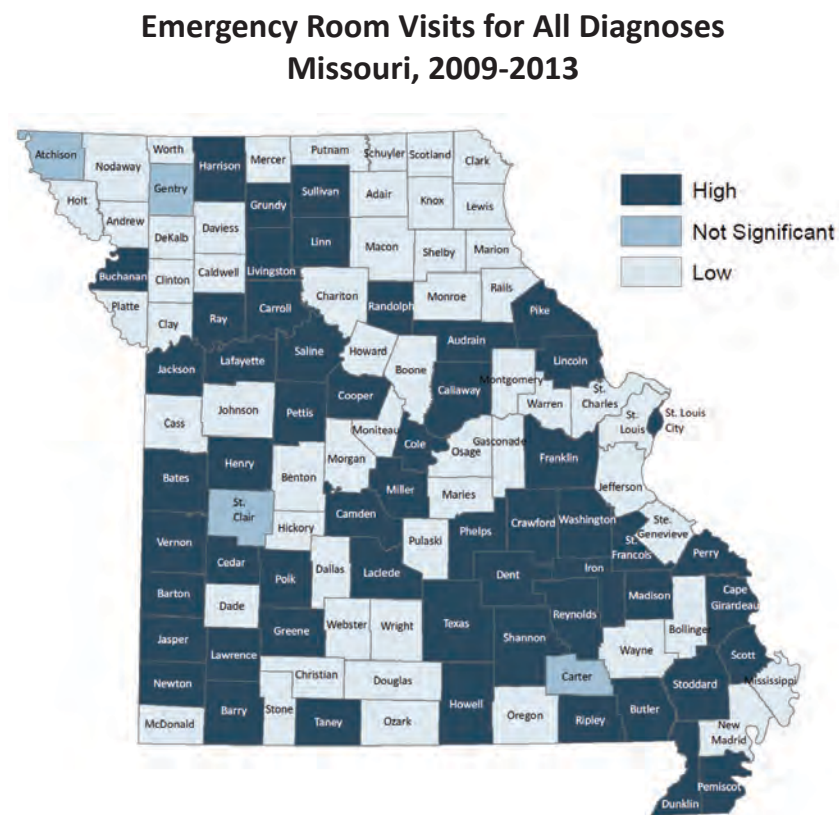 Emergency Room Visits for All Diagnoses
Missouri, 2009-2013
High
Not Significant
Low
Atchison
Nodaway
Worth
Harrison
Mercer
Putnam
Schuyler
Scotland
Clark
Gentry
Sullivan
Adair
Knox
Lewis
Holt
Andrew
Grundy
DeKalb
Daviess
Linn
Macon
Shelby
Marion
Buchanan
Clinton
Caldwell
Livingston
Chariton
Randolph
Monroe
Ralls
Platte
Clay
Ray
Carroll
Pike
Audrain
Howard
Boone
Saline
Lafayette
Jackson
Lincoln
Callaway
Montgomery
Warren
St.
Charles
St.
Louis
St. Louis
City
Cooper
Pettis
Johnson
Cass
Moniteau
Cole
Osage
Gasconade
Franklin
Morgan
Henry
Bates
Benton
Miller
Maries
Jefferson
St.
Clair
Camden
Hickory
Pulaski
Phelps
Crawford
Washington
Ste.
Genevieve
St.
Francois
Perry
Vernon
Cedar
Polk
Dallas
Laclede
Dent
Iron
Madison
Cape
Girardeau
Barton
Dade
Greene
Webster
Wright
Texas
Reynolds
Bollinger
Jasper
Lawrence
Shannon
Wayne
Scott
Newton
Christian
Douglas
Carter
Stoddard
Mississippi
McDonald
Barry
Stone
Taney
Ozark
Howell
Oregon
Ripley
Butler
New
Madrid
Pemiscot
Dunklin